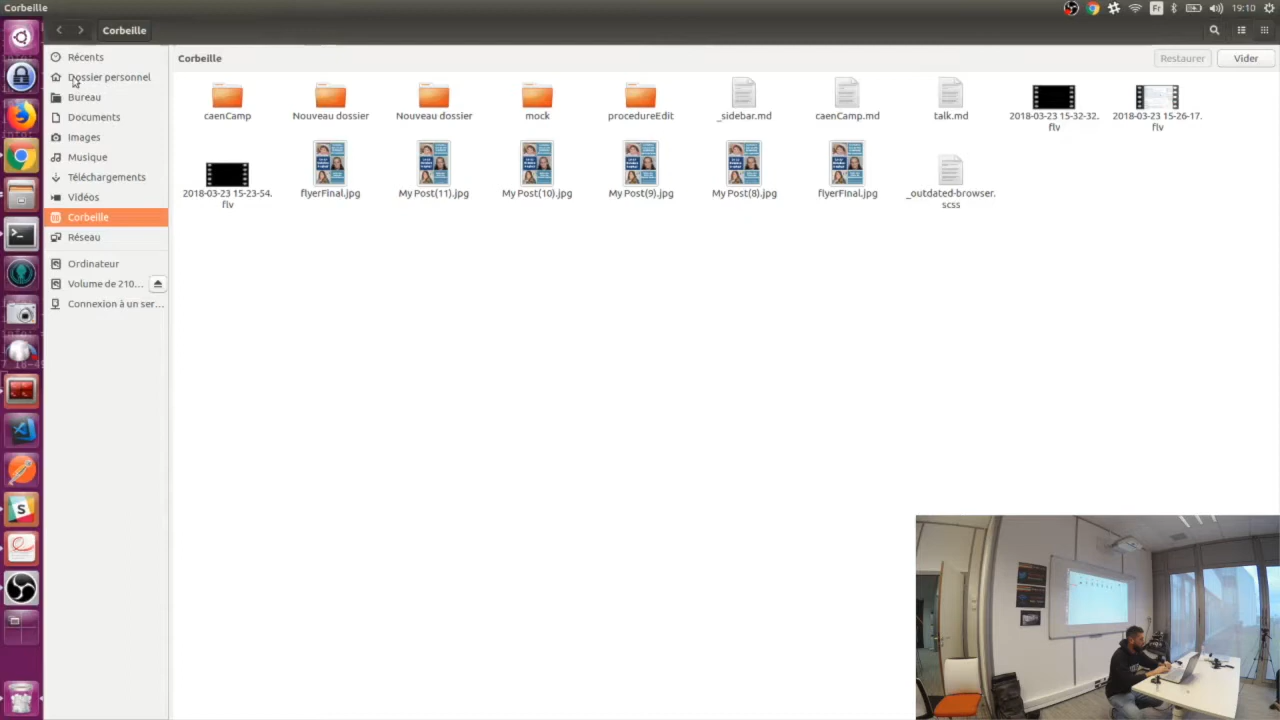 Corbeille
Fr
19:10
Corbeille
Récents
Dossier personnel
Bureau
Documents
Images
Musique
Téléchargements
Vidéos
Corbeille
Réseau
Ordinateur
Volume de 210...
Connexion à un ser...
Corbeille
Restaurer
Vider
caenCamp
Nouveau dossier
Nouveau dossier
mock
procedureEdit
_sidebar.md
caenCamp.md
talk.md
2018-03-23 15-32-32.
flv
2018-03-23 15-26-17.
flv
2018-03-23 15-23-54.
flv
flyerFinal.jpg
My Post(11).jpg
My Post(10).jpg
My Post(9).jpg
My Post(8).jpg
flyerFinal.jpg
_outdated-browser.
scss